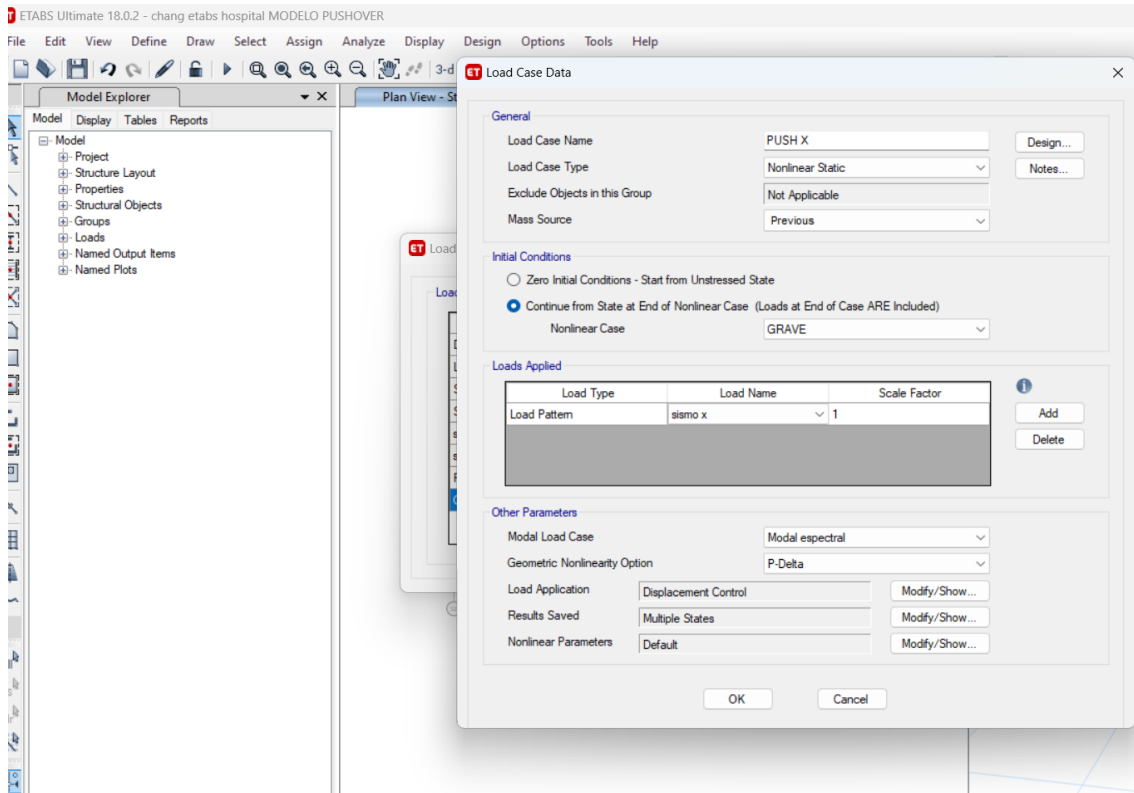 ETABS Ultimate 18.0.2 - chang etabs hospital MODELO PUSHOVER
File Edit View Define Draw Select Assign Analyze Display Design Options Tools Help
3-d
Model Explorer
Plan View - St
Model Display Tables Reports
Model
Project
Structure Layout
Properties
Structural Objects
Groups
Loads
Named Output Items
Named Plots
ET Load
Loa
ET Load Case Data
General
Load Case Name PUSH X Design...
Load Case Type Nonlinear Static Notes...
Exclude Objects in this Group Not Applicable
Mass Source Previous
Initial Conditions
Zero Initial Conditions - Start from Unstressed State
Continue from State at End of Nonlinear Case (Loads at End of Case ARE Included)
Nonlinear Case GRAVE
Loads Applied
Load Type Load Name Scale Factor
Load Pattern sismo x 1 Add
Delete
Other Parameters
Modal Load Case Modal espectral
Geometric Nonlinearity Option P-Delta
Load Application Displacement Control Modify/Show...
Results Saved Multiple States Modify/Show...
Nonlinear Parameters Default Modify/Show...
OK Cancel